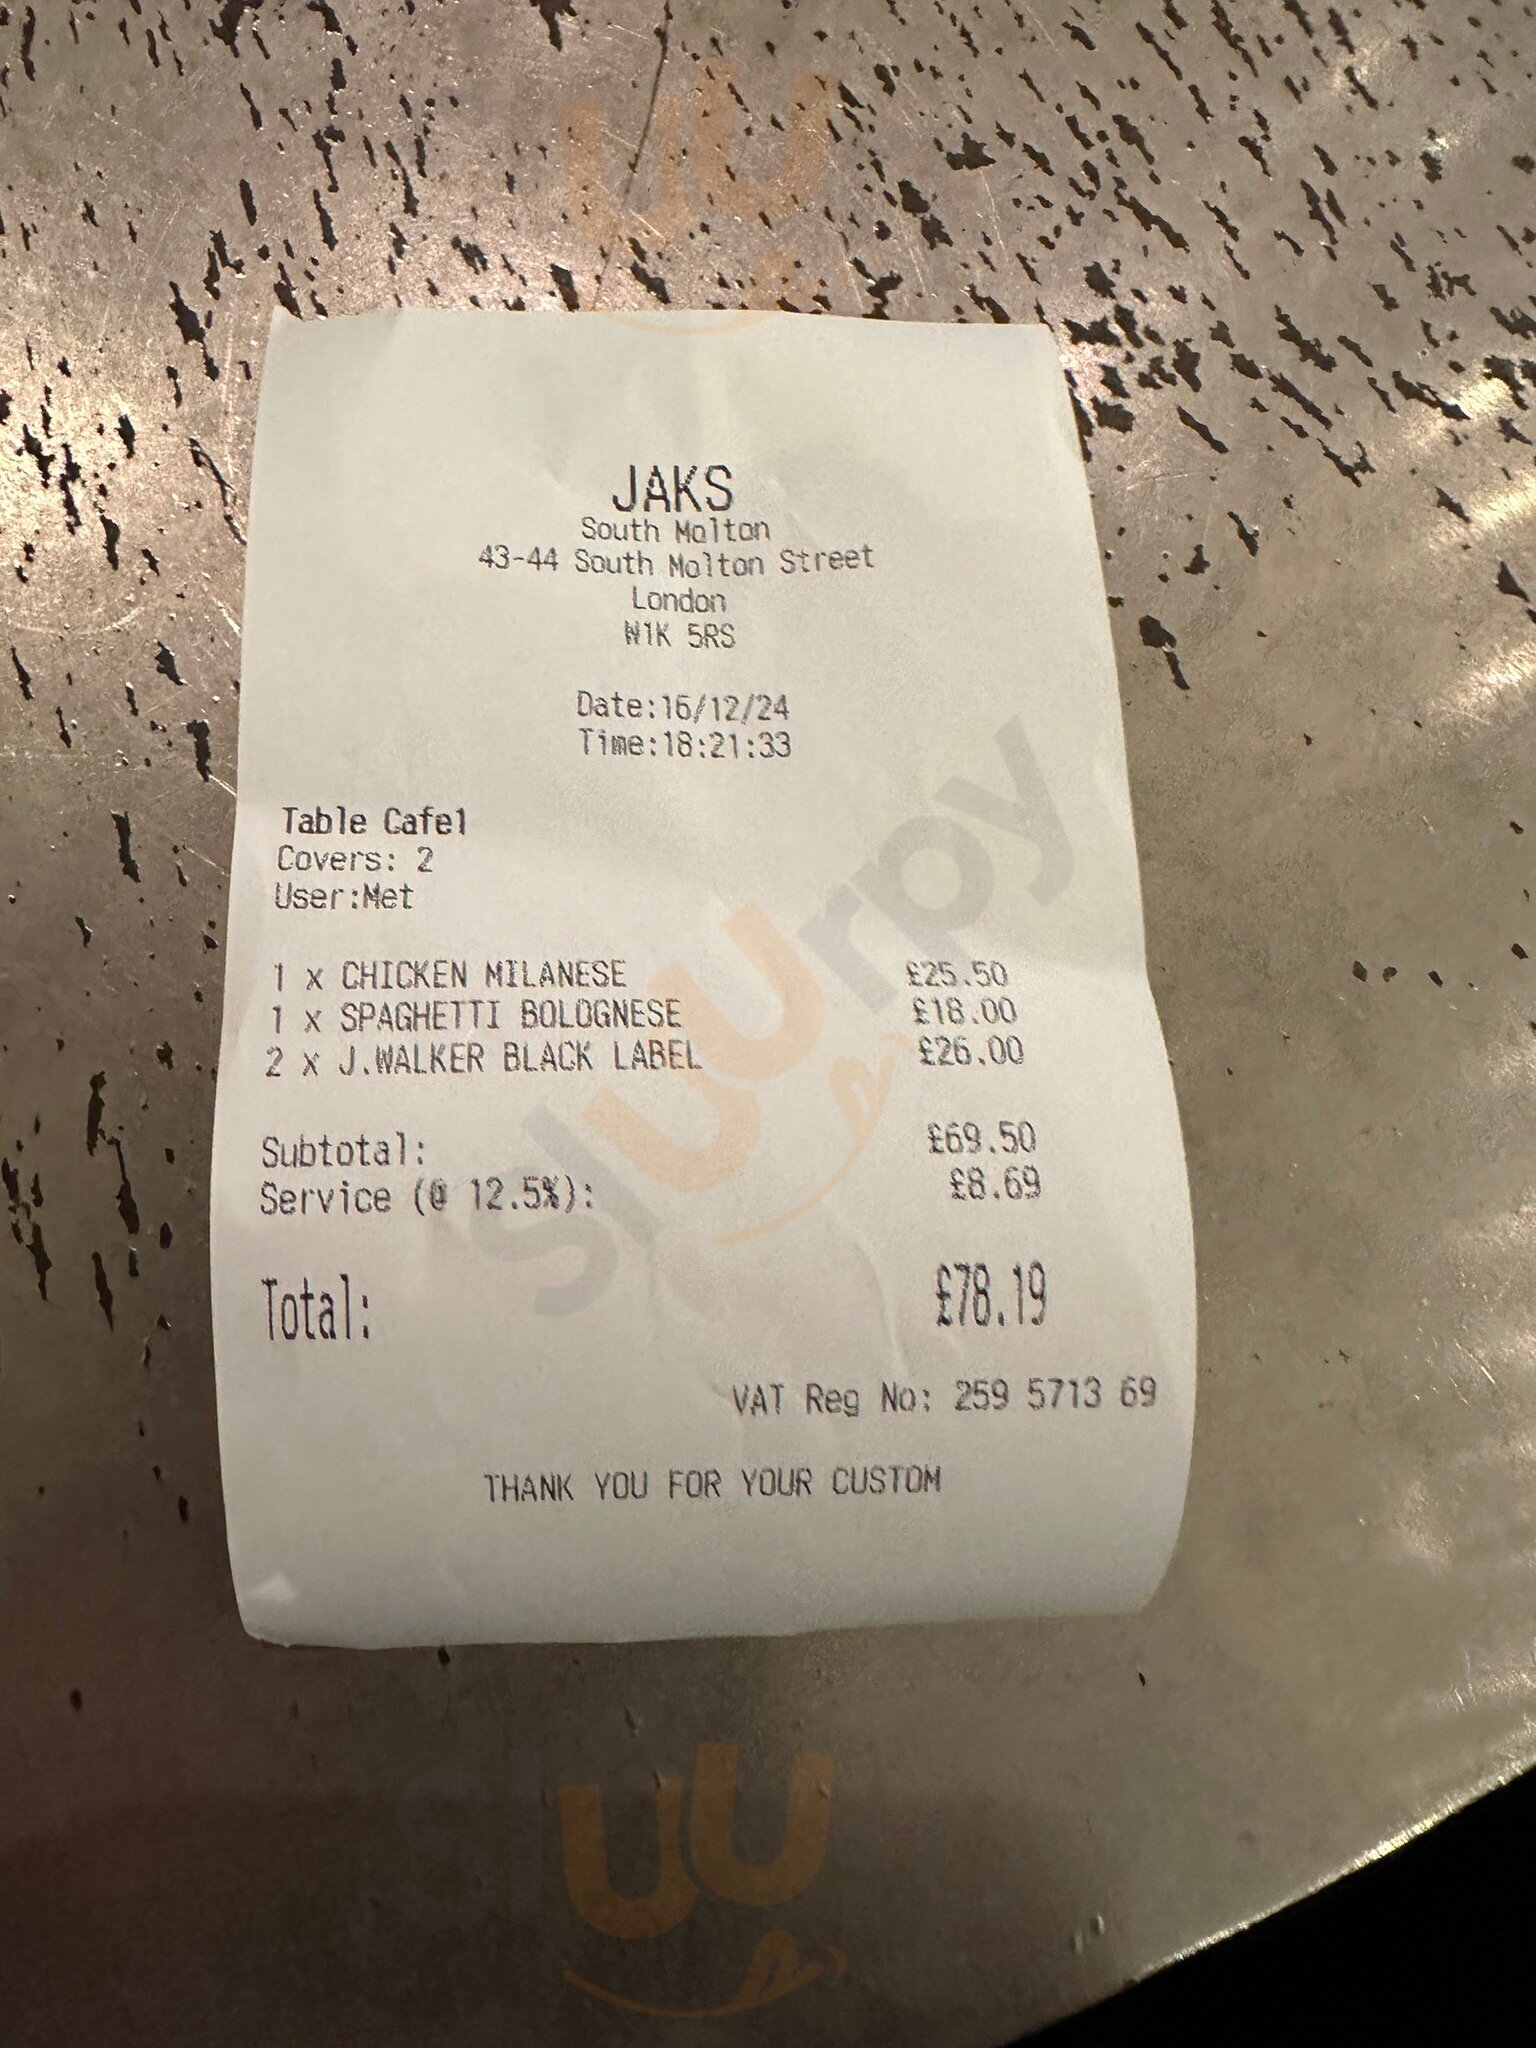 JAKS
South Molton
43-44 South Molton Street
London
W1K 5RS
Date:16/12/24
Time:18:21:33
Table Cafe1
Covers: 2
User:Met
1 x CHICKEN MILANESE £25.50
1 x SPAGHETTI BOLOGNESE £18.00
2 x J.WALKER BLACK LABEL £26.00
Subtotal: £69.50
Service (@ 12.5%): £8.69
Total: £78.19
VAT Reg No: 259 5713 69
THANK YOU FOR YOUR CUSTOM
Slurpy